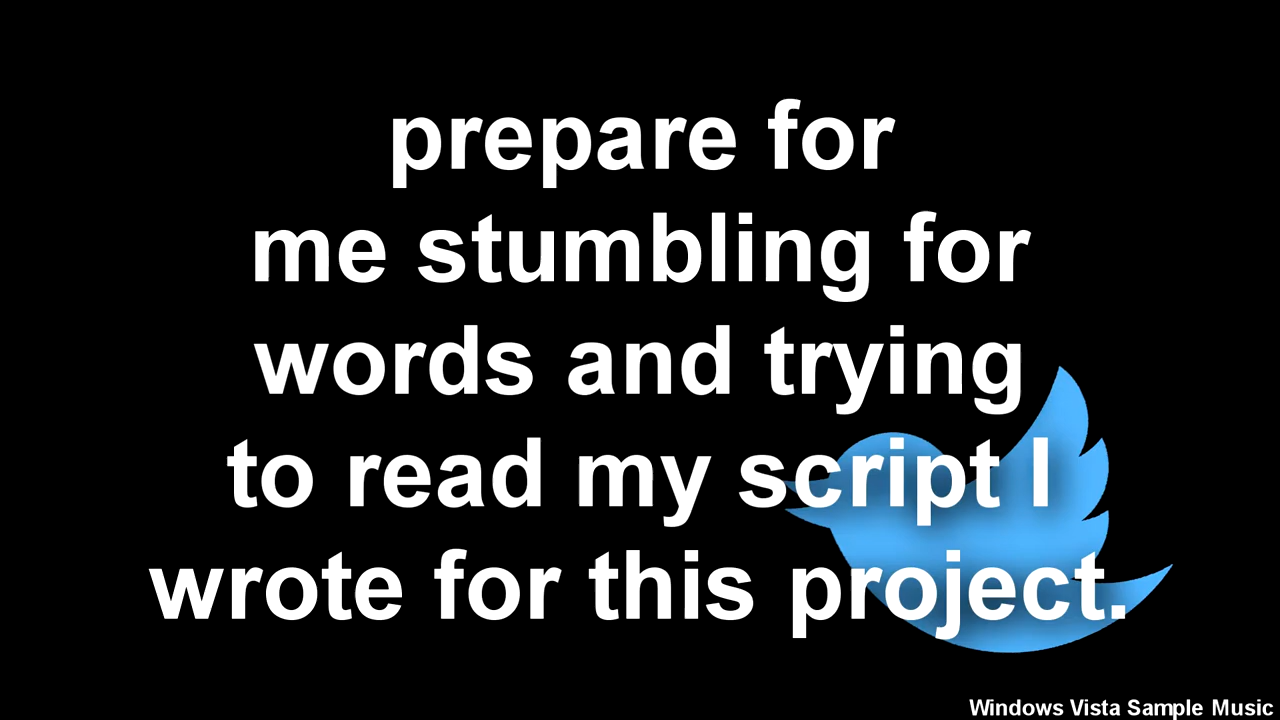 prepare for
me stumbling for
words and trying
to read my script I
wrote for this project.
Windows Vista Sample Music